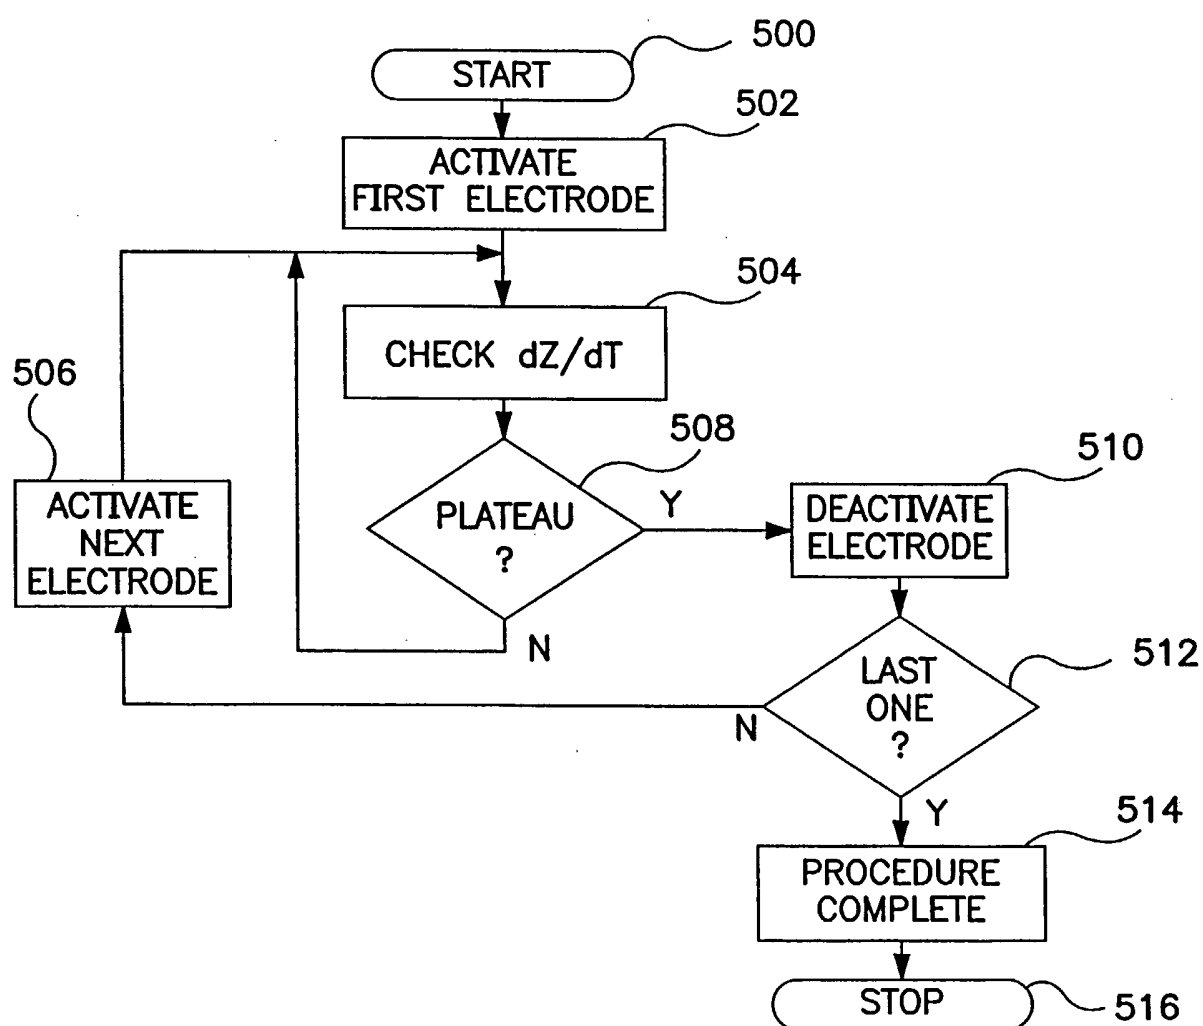 500
START
502
ACTIVATE
FIRST ELECTRODE
504
CHECK dZ/dT
506
ACTIVATE
NEXT
ELECTRODE
508
PLATEAU
?
Y
N
510
DEACTIVATE
ELECTRODE
512
LAST
ONE
?
N
Y
514
PROCEDURE
COMPLETE
STOP
516